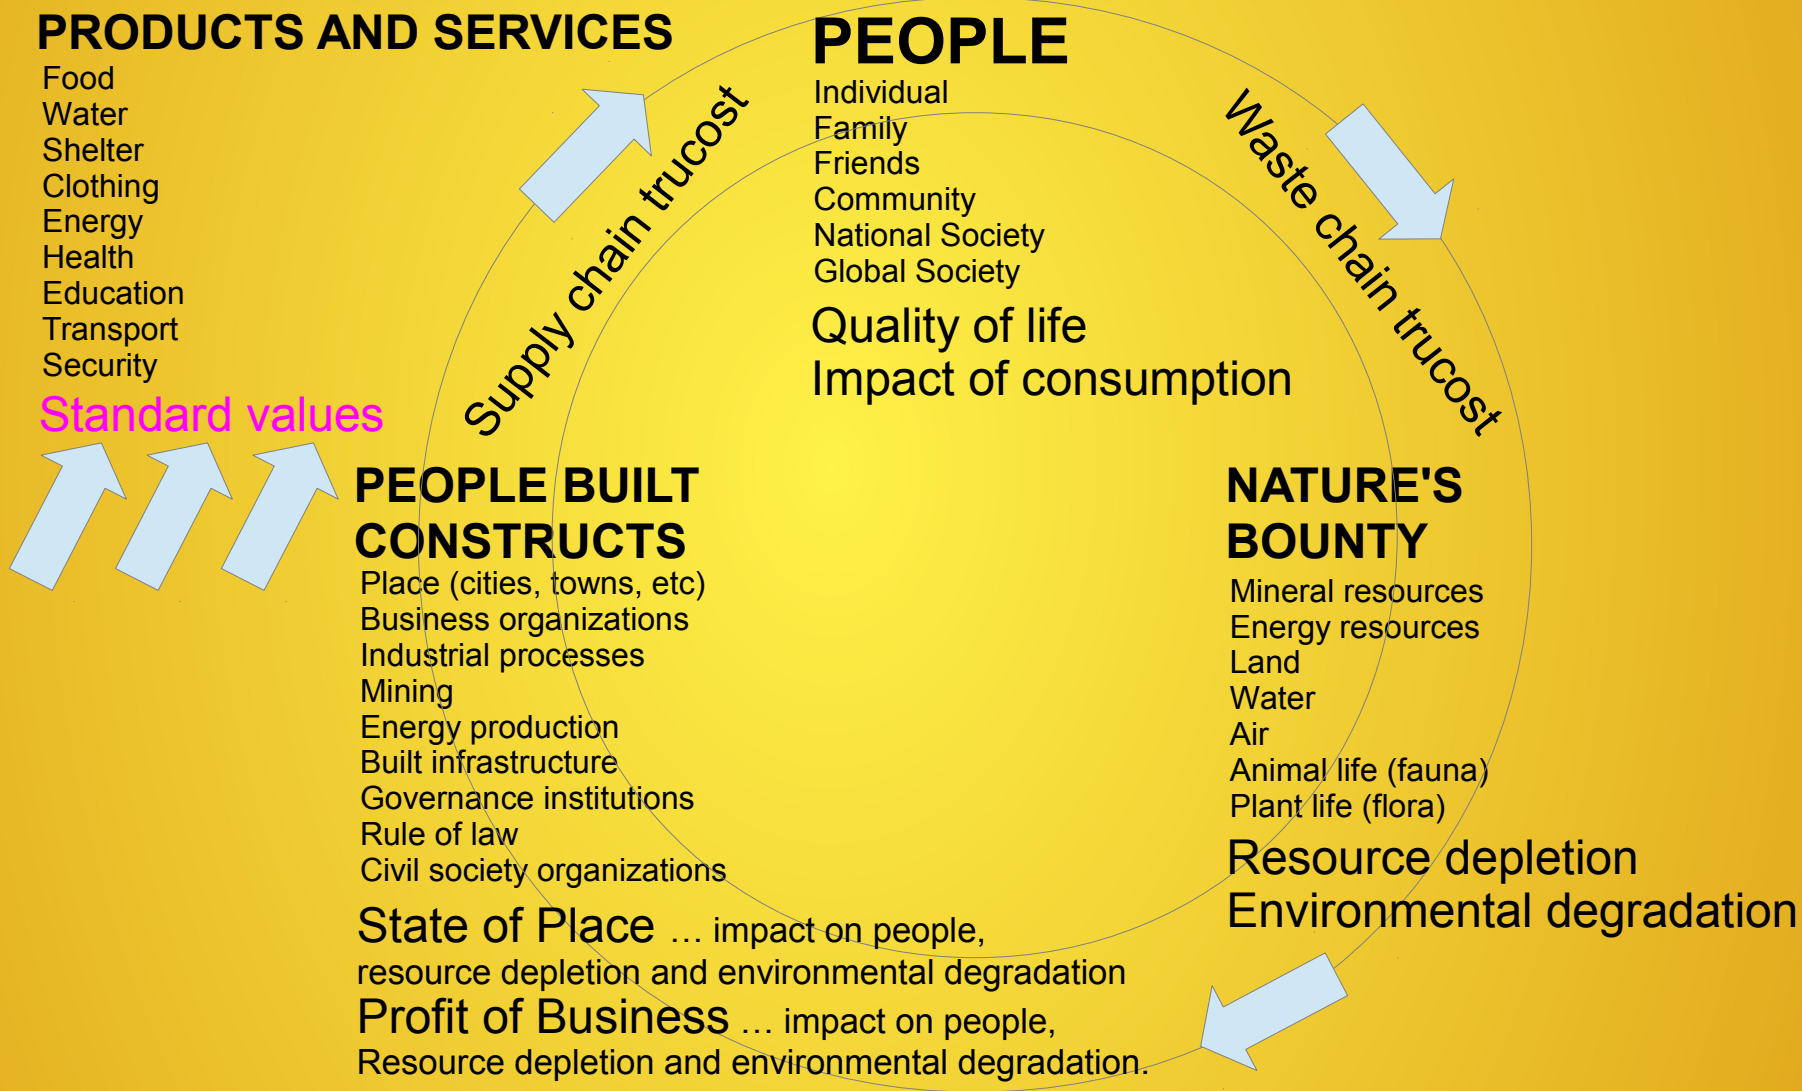 PRODUCTS AND SERVICES
Food
Water
Shelter
Clothing
Energy
Health
Education
Transport
Security
Standard values
Supply chain trucost
PEOPLE
Individual
Family
Friends
Community
National Society
Global Society
Quality of life
Impact of consumption
Waste chain trucost
PEOPLE BUILT
CONSTRUCTS
Place (cities, towns, etc)
Business organizations
Industrial processes
Mining
Energy production
Built infrastructure
Governance institutions
Rule of law
Civil society organizations
State of Place … impact on people,
resource depletion and environmental degradation
Profit of Business … impact on people,
Resource depletion and environmental degradation.
NATURE'S
BOUNTY
Mineral resources
Energy resources
Land
Water
Air
Animal life (fauna)
Plant life (flora)
Resource depletion
Environmental degradation